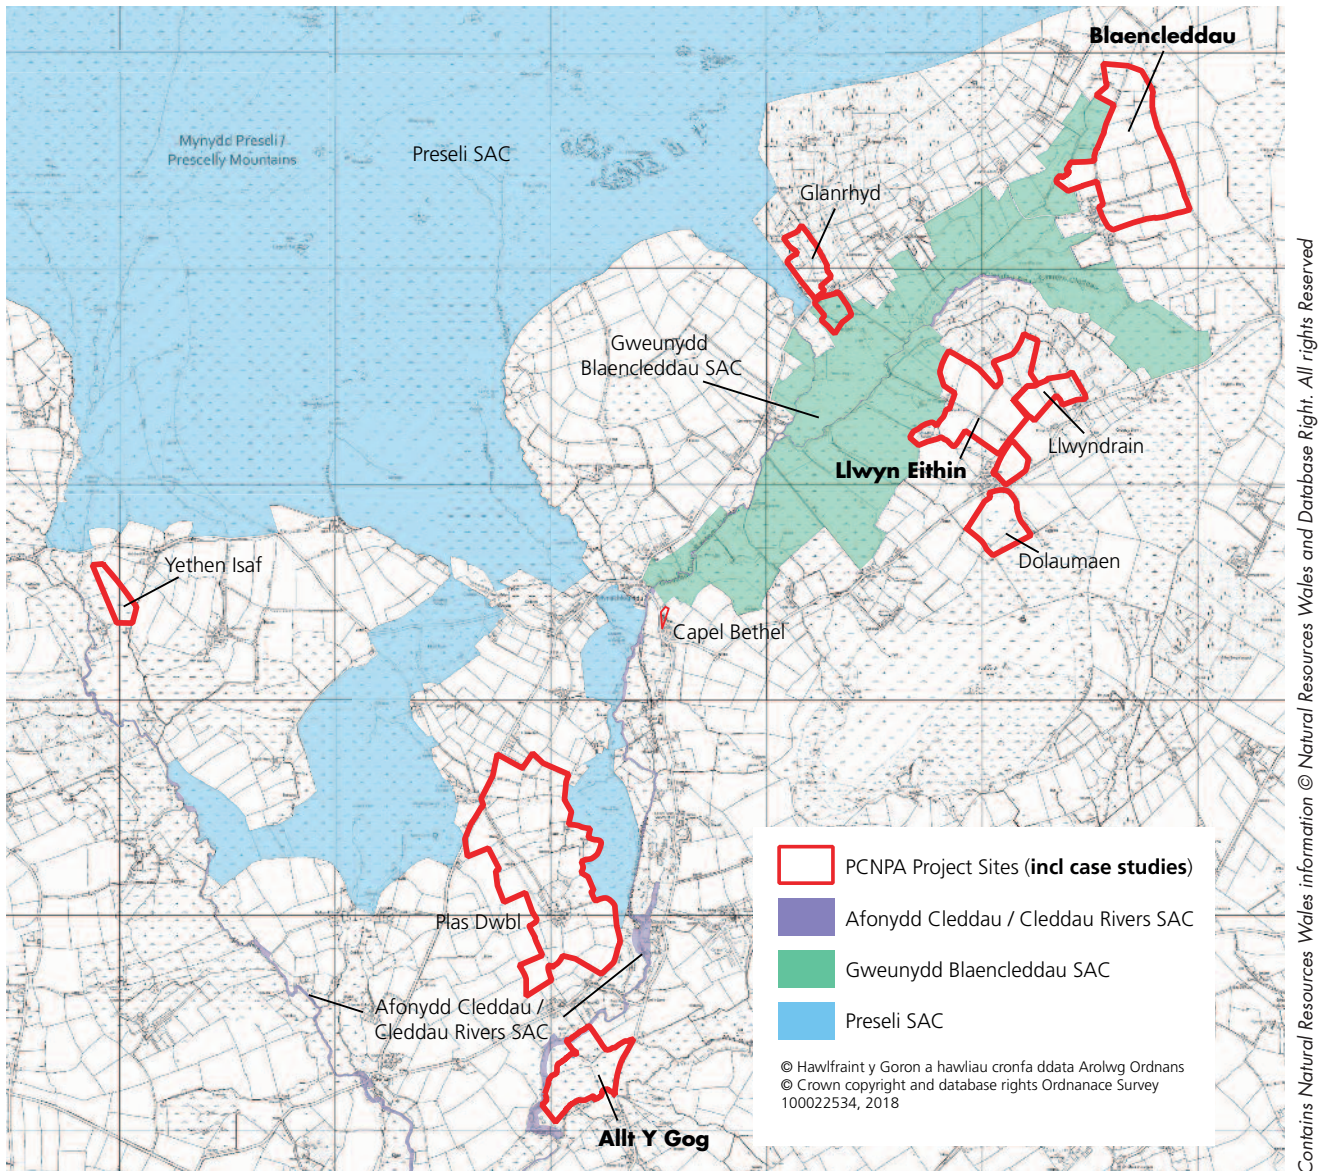 Blaencleddau
Mynydd Preseli /
Prescelly Mountains
Preseli SAC
Glanrhyd
Gweunydd
Blaencleddau SAC
Llwyndrain
Llwyn Eithin
Dolaumaen
Yethen Isaf
Capel Bethel
Plas Dwbl
Afonydd Cleddau /
Cleddau Rivers SAC
Allt Y Gog
PCNPA Project Sites (incl case studies)
Afonydd Cleddau / Cleddau Rivers SAC
Gweunydd Blaencleddau SAC
Preseli SAC
© Hawlfraint y Goron a hawliau cronfa ddata Arolwg Ordnans
© Crown copyright and database rights Ordnanace Survey
100022534, 2018
Contains Natural Resources Wales information © Natural Resources Wales and Database Right. All rights Reserved